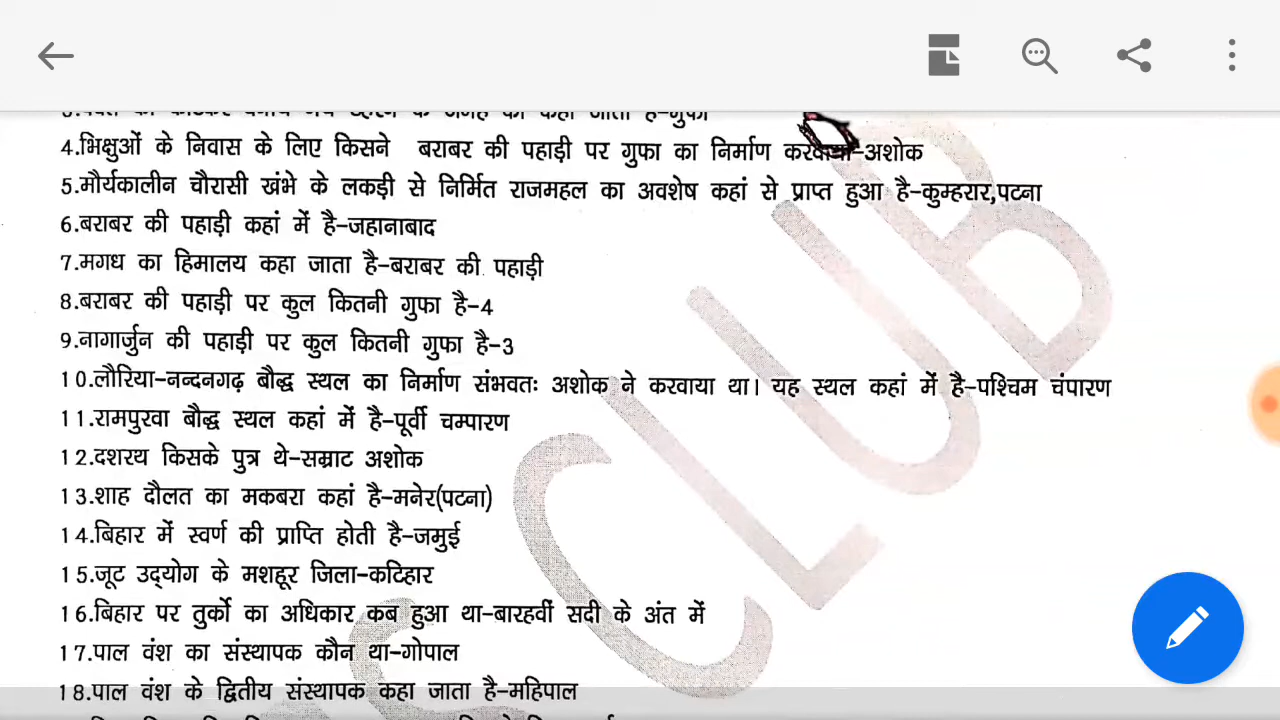 4.भिक्षुओं के निवास के लिए किसने बराबर की पहाड़ी पर गुफा का निर्माण करवाया-अशोक
5.मौर्यकालीन चौरासी खंभे के लकड़ी से निर्मित राजमहल का अवशेष कहां से प्राप्त हुआ है-कुम्हरार,पटना
6.बराबर की पहाड़ी कहां में है-जहानाबाद
7.मगध का हिमालय कहा जाता है-बराबर की पहाड़ी
8.बराबर की पहाड़ी पर कुल कितनी गुफा है-4
9.नागार्जुन की पहाड़ी पर कुल कितनी गुफा है-3
10.लौरिया-नन्दनगढ़ बौद्ध स्थल का निर्माण संभवतः अशोक ने करवाया था। यह स्थल कहां में है-पश्चिम चंपारण
11.रामपुरवा बौद्ध स्थल कहां में है-पूर्वी चम्पारण
12.दशरथ किसके पुत्र थे-सम्राट अशोक
13.शाह दौलत का मकबरा कहां है-मनेर(पटना)
14.बिहार में स्वर्ण की प्राप्ति होती है-जमुई
15.जूट उद्योग के मशहूर जिला-कटिहार
16.बिहार पर तुर्को का अधिकार कब हुआ था-बारहवीं सदी के अंत में
17.पाल वंश का संस्थापक कौन था-गोपाल
18.पाल वंश के द्वितीय संस्थापक कहा जाता है-महिपाल
CLUB